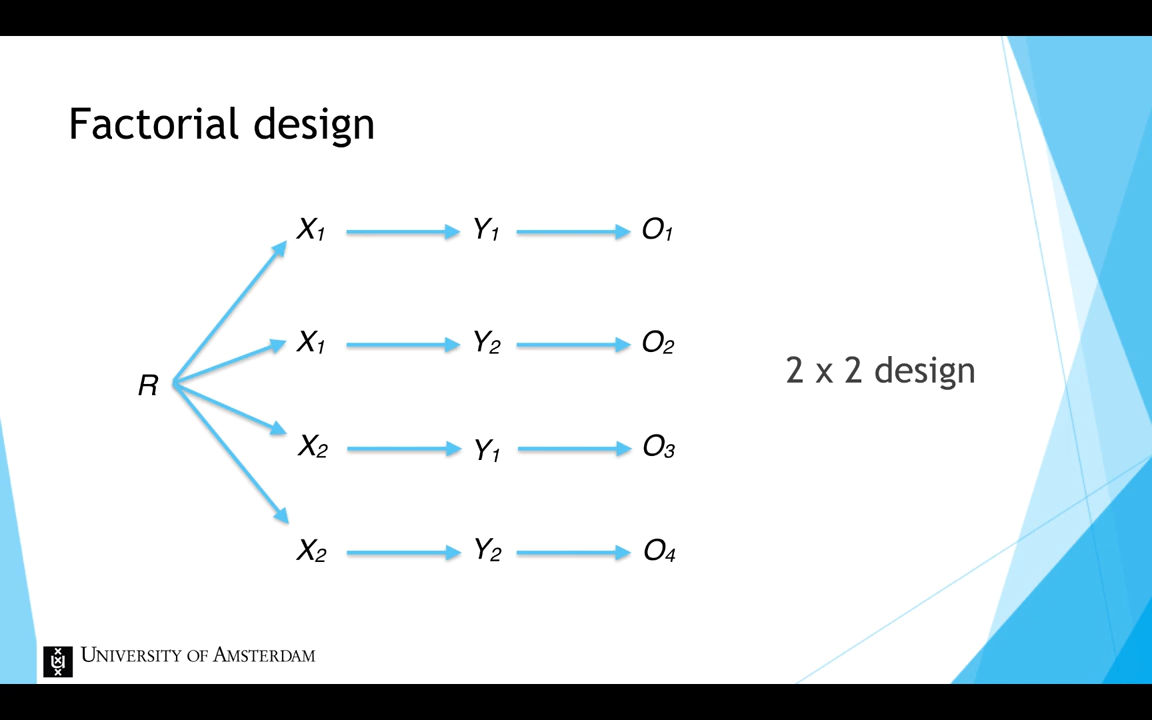 Factorial design
X1 Y1 O1
X1 Y2 O2
2 x 2 design
R
X2 Y1 O3
X2 Y2 O4
UNIVERSITY OF AMSTERDAM